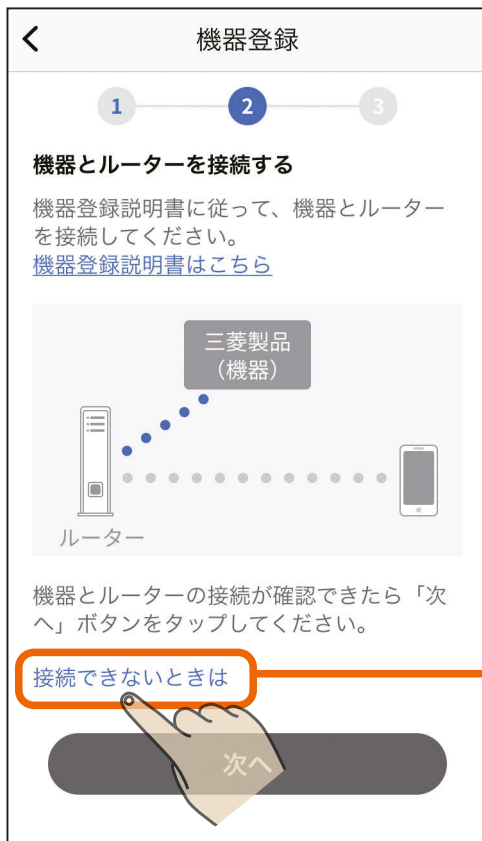 機器登録
1 2 3
機器とルーターを接続する
機器登録説明書に従って、機器とルーター
を接続してください。
機器登録説明書はこちら
三菱製品
（機器）
ルーター
機器とルーターの接続が確認できたら「次
へ」ボタンをタップしてください。
接続できないときは
次へ